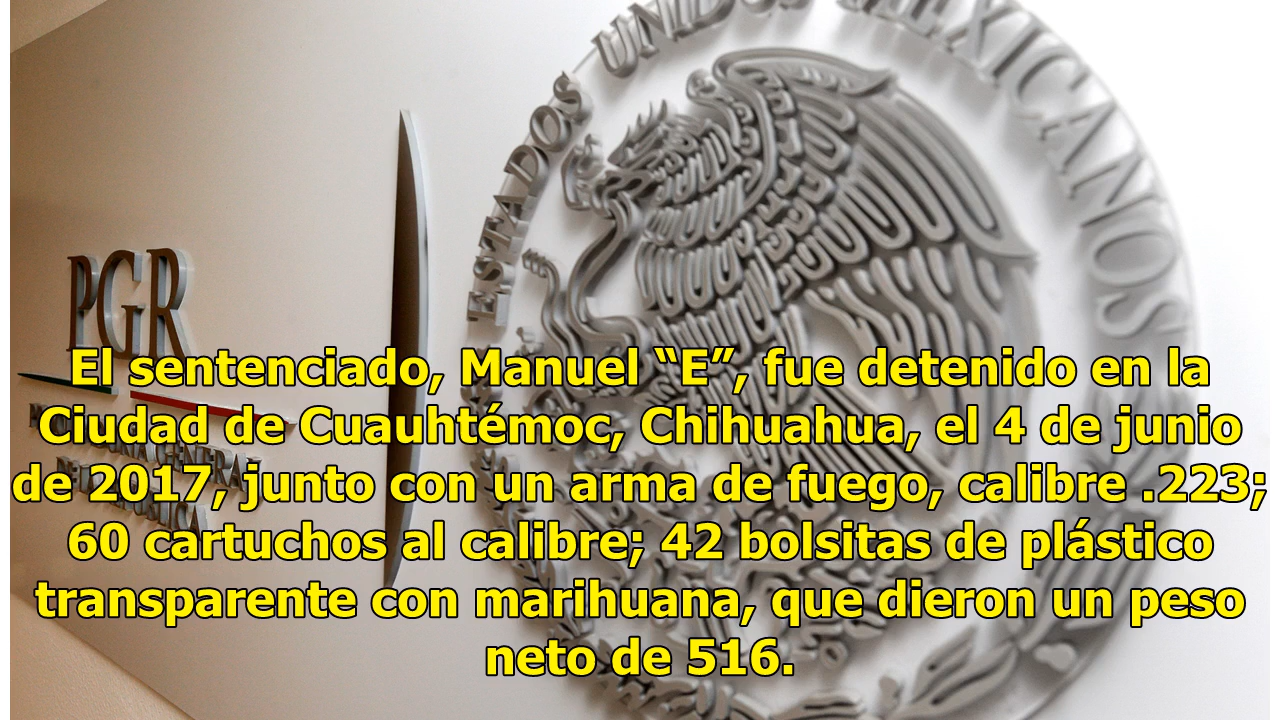 ESTADOS UNIDOS MEXICANOS
PGR
El sentenciado, Manuel “E”, fue detenido en la
Ciudad de Cuauhtémoc, Chihuahua, el 4 de junio
de 2017, junto con un arma de fuego, calibre .223;
60 cartuchos al calibre; 42 bolsitas de plástico
transparente con marihuana, que dieron un peso
neto de 516.